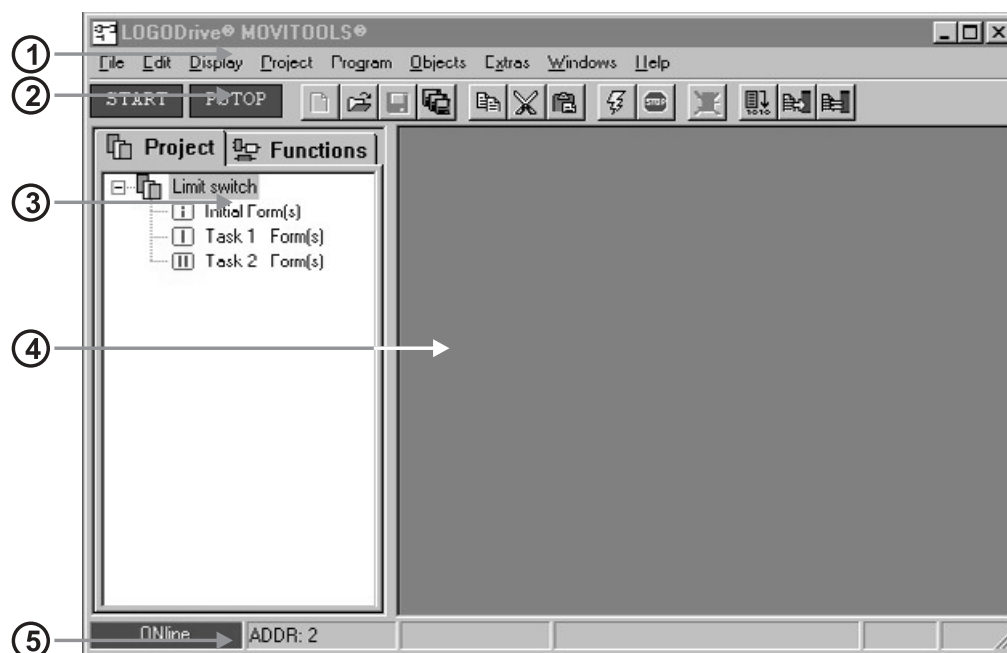 LOGODrive® MOVITOOLS®
1
File Edit Display Project Program Objects Extras Windows Help
2
START PSTOP
STOP
Project Functions
Limit switch
3
Initial Form(s)
Task 1 Form(s)
Task 2 Form(s)
4
5
ONline ADDR: 2